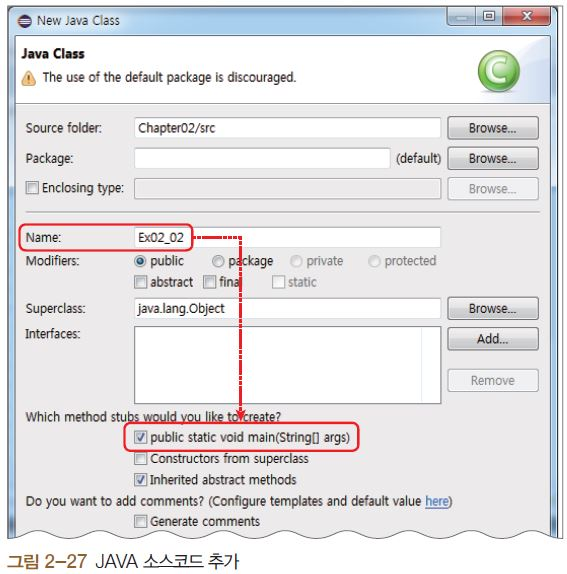 New Java Class
Java Class
The use of the default package is discouraged.
C
Source folder: Chapter02/src Browse...
Package: (default) Browse...
Enclosing type: Browse...
Name: Ex02_02
Modifiers: public package private protected
abstract final static
Superclass: java.lang.Object Browse...
Interfaces: Add...
Remove
Which method stubs would you like to create?
public static void main(String[] args)
Constructors from superclass
Inherited abstract methods
Do you want to add comments? (Configure templates and default value here)
Generate comments
그림 2-27 JAVA 소스코드 추가